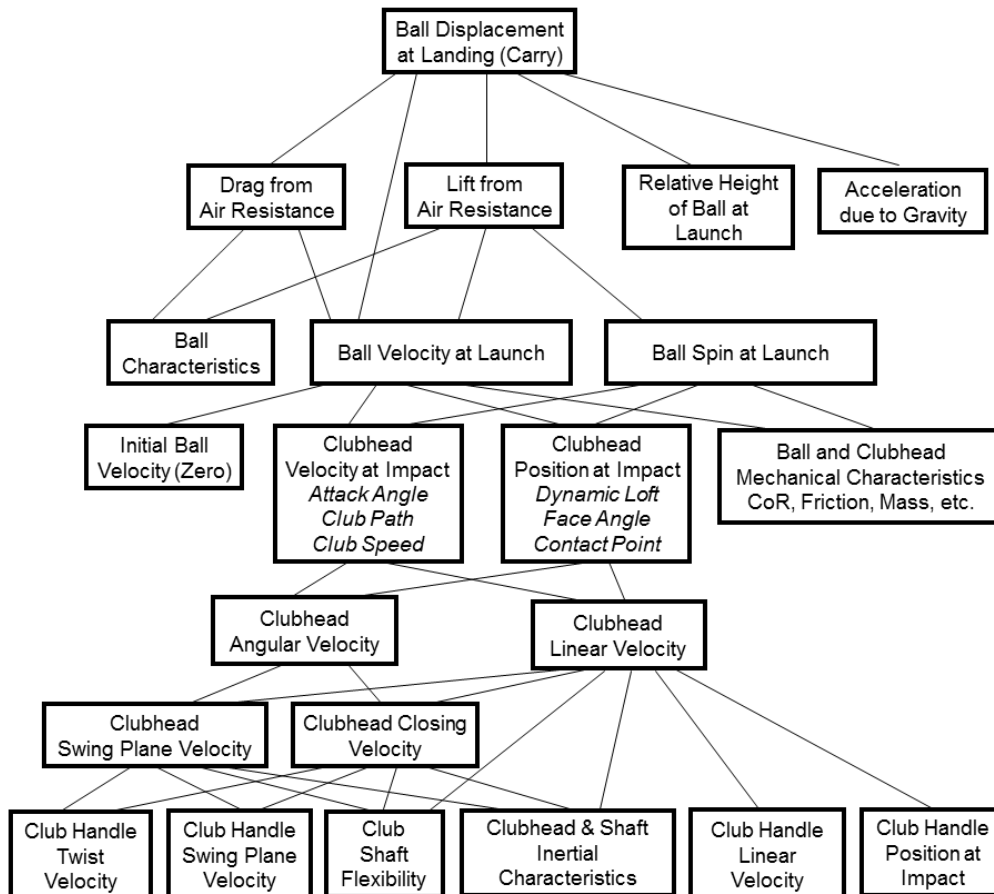 Ball Displacement
at Landing (Carry)
Drag from
Air Resistance
Lift from
Air Resistance
Relative Height
of Ball at
Launch
Acceleration
due to Gravity
Ball
Characteristics
Ball Velocity at Launch
Ball Spin at Launch
Initial Ball
Velocity (Zero)
Clubhead
Velocity at Impact
Attack Angle
Club Path
Club Speed
Clubhead
Position at Impact
Dynamic Loft
Face Angle
Contact Point
Ball and Clubhead
Mechanical Characteristics
CoR, Friction, Mass, etc.
Clubhead
Angular Velocity
Clubhead
Linear Velocity
Clubhead
Swing Plane Velocity
Clubhead Closing
Velocity
Club Handle
Twist
Velocity
Club Handle
Swing Plane
Velocity
Club
Shaft
Flexibility
Clubhead & Shaft
Inertial
Characteristics
Club Handle
Linear
Velocity
Club Handle
Position at
Impact